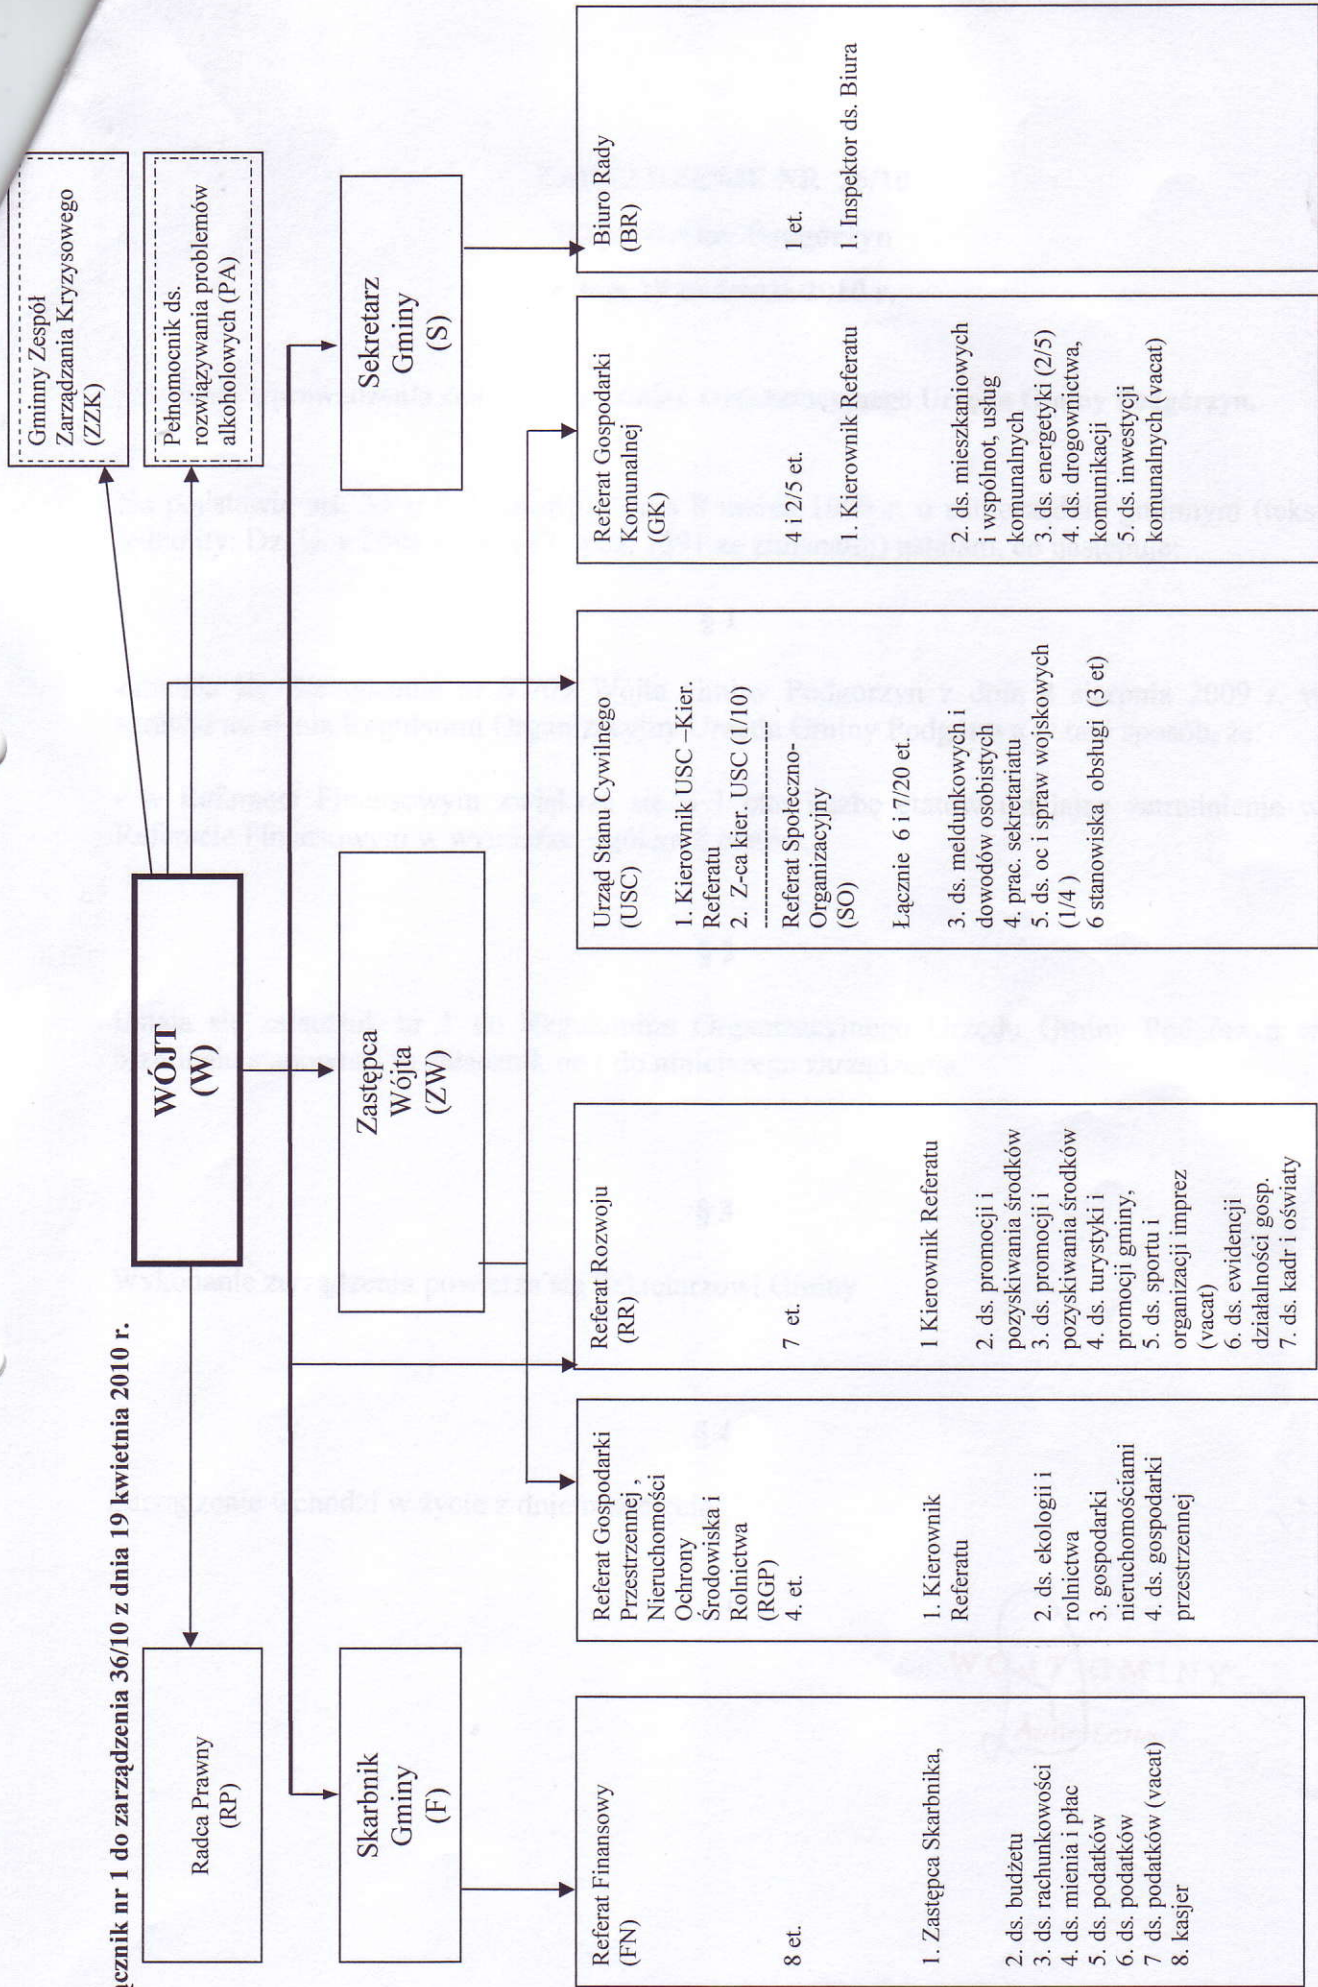 ącznik nr 1 do zarządzenia 36/10 z dnia 19 kwietnia 2010 r.
WÓJT
(W)
Gminny Zespół
Zarządzania Kryzysowego
(ZZK)
Pełnomocnik ds.
rozwiązywania problemów
alkoholowych (PA)
Radca Prawny
(RP)
Skarbnik
Gminy
(F)
Zastępca
Wójta
(ZW)
Sekretarz
Gminy
(S)
Referat Finansowy
(FN)
8 et.
1. Zastępca Skarbnika,
2. ds. budżetu
3. ds. rachunkowości
4. ds. mienia i płac
5. ds. podatków
6. ds. podatków
7 ds. podatków (vacat)
8. kasjer
Referat Gospodarki
Przestrzennej,
Nieruchomości
Ochrony
Środowiska i
Rolnictwa
(RGP)
4. et.
1. Kierownik
Referatu
2. ds. ekologii i
rolnictwa
3. gospodarki
nieruchomościami
4. ds. gospodarki
przestrzennej
Referat Rozwoju
(RR)
7 et.
1 Kierownik Referatu
2. ds. promocji i
pozyskiwania środków
3. ds. promocji i
pozyskiwania środków
4. ds. turystyki i
promocji gminy,
5. ds. sportu i
organizacji imprez
(vacat)
6. ds. ewidencji
działalności gosp.
7. ds. kadr i oświaty
Urząd Stanu Cywilnego
(USC)
1. Kierownik USC Kier.
Referatu
2. Z-ca kier. USC (1/10)
------------------------
Referat Społeczno-
Organizacyjny
(SO)
Łącznie 6 i 7/20 et.
3. ds. meldunkowych i
dowodów osobistych
4. prac. sekretariatu
5. ds. oc i spraw wojskowych
(1/4 )
6 stanowiska obsługi (3 et)
Referat Gospodarki
Komunalnej
(GK)
4 i 2/5 et.
1. Kierownik Referatu
2. ds. mieszkaniowych
i wspólnot, usług
komunalnych
3. ds. energetyki (2/5)
4. ds. drogownictwa,
komunikacji
5. ds. inwestycji
komunalnych (vacat)
Biuro Rady
(BR)
1 et.
1. Inspektor ds. Biura